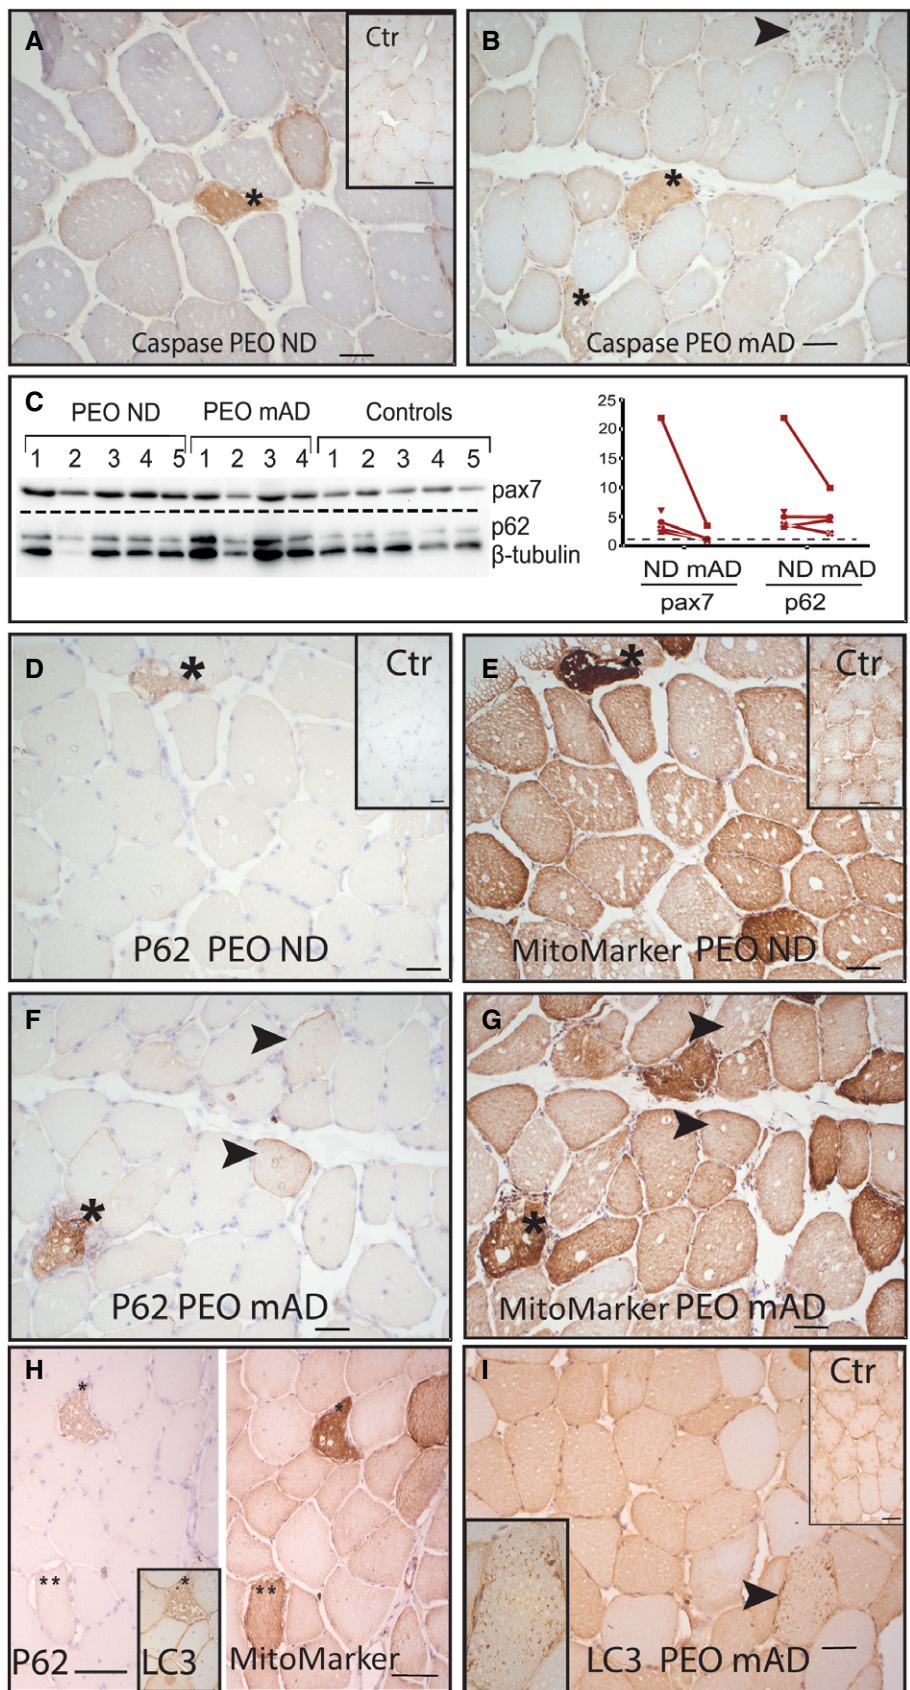 A
Ctr
*
Caspase PEO ND
B
*
*
Caspase PEO mAD
C
PEO ND PEO mAD Controls
1 2 3 4 5 1 2 3 4 1 2 3 4 5
pax7
p62
β-tubulin
25
20
15
10
5
0
ND mAD ND mAD
pax7 p62
D
*
Ctr
P62 PEO ND
E
*
Ctr
MitoMarker PEO ND
F
*
P62 PEO mAD
G
*
MitoMarker PEO mAD
H
*
**
P62
*
LC3
*
**
MitoMarker
I
Ctr
LC3 PEO mAD